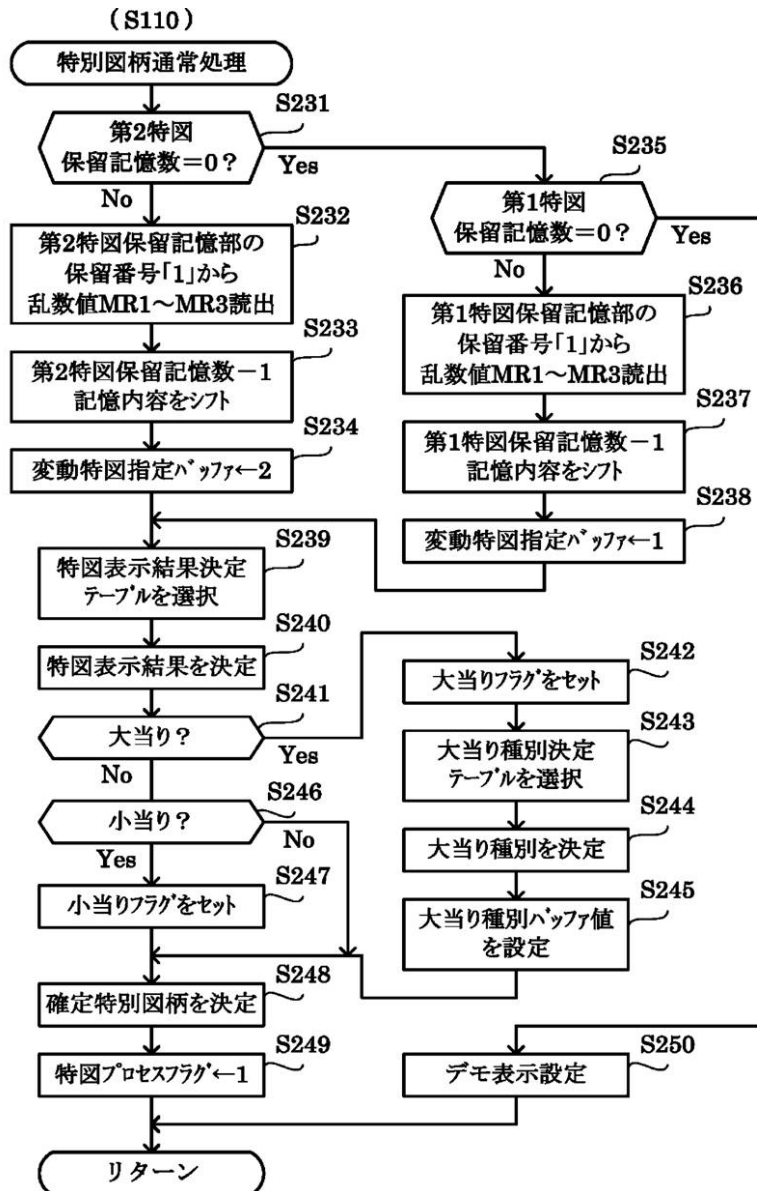 (S110)
特別図柄通常処理
S231
第2特図
保留記憶数=0?
Yes
No
S232
第2特図保留記憶部の
保留番号「1」から
乱数値MR1～MR3読出
S233
第2特図保留記憶数－1
記憶内容をシフト
S234
変動特図指定バッファ←2
S235
第1特図
保留記憶数=0?
Yes
No
S236
第1特図保留記憶部の
保留番号「1」から
乱数値MR1～MR3読出
S237
第1特図保留記憶数－1
記憶内容をシフト
S238
変動特図指定バッファ←1
S239
特図表示結果決定
テーブルを選択
S240
特図表示結果を決定
S241
大当り?
Yes
No
S242
大当りフラグをセット
S243
大当り種別決定
テーブルを選択
S244
大当り種別を決定
S245
大当り種別バッファ値
を設定
S246
小当り?
No
Yes
S247
小当りフラグをセット
S248
確定特別図柄を決定
S249
特図プロセスフラグ←1
S250
デモ表示設定
リターン